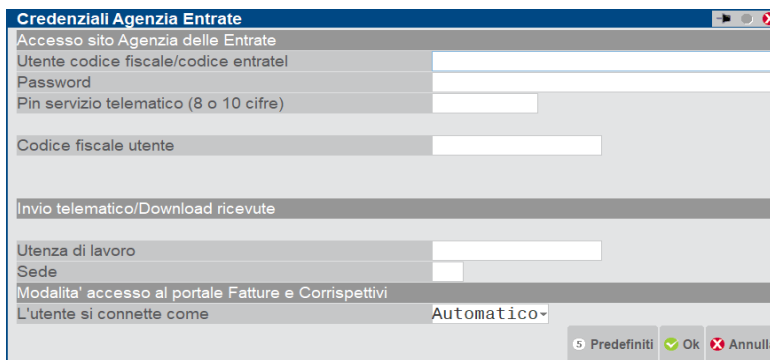 Credenziali Agenzia Entrate
Accesso sito Agenzia delle Entrate
Utente codice fiscale/codice entratel
Password
Pin servizio telematico (8 o 10 cifre)
Codice fiscale utente
Invio telematico/Download ricevute
Utenza di lavoro
Sede
Modalita' accesso al portale Fatture e Corrispettivi
L'utente si connette come Automatico
5 Predefiniti Ok Annulla